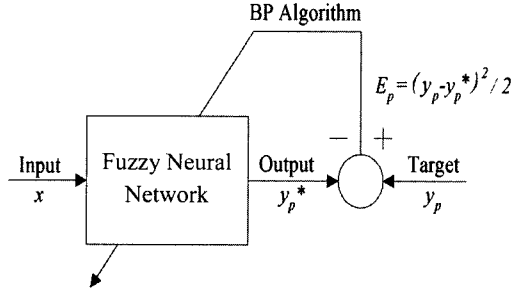 BP Algorithm
E_p = (y_p - y_p*)^2 / 2
− +
Input
x
Fuzzy Neural
Network
Output
y_p*
Target
y_p